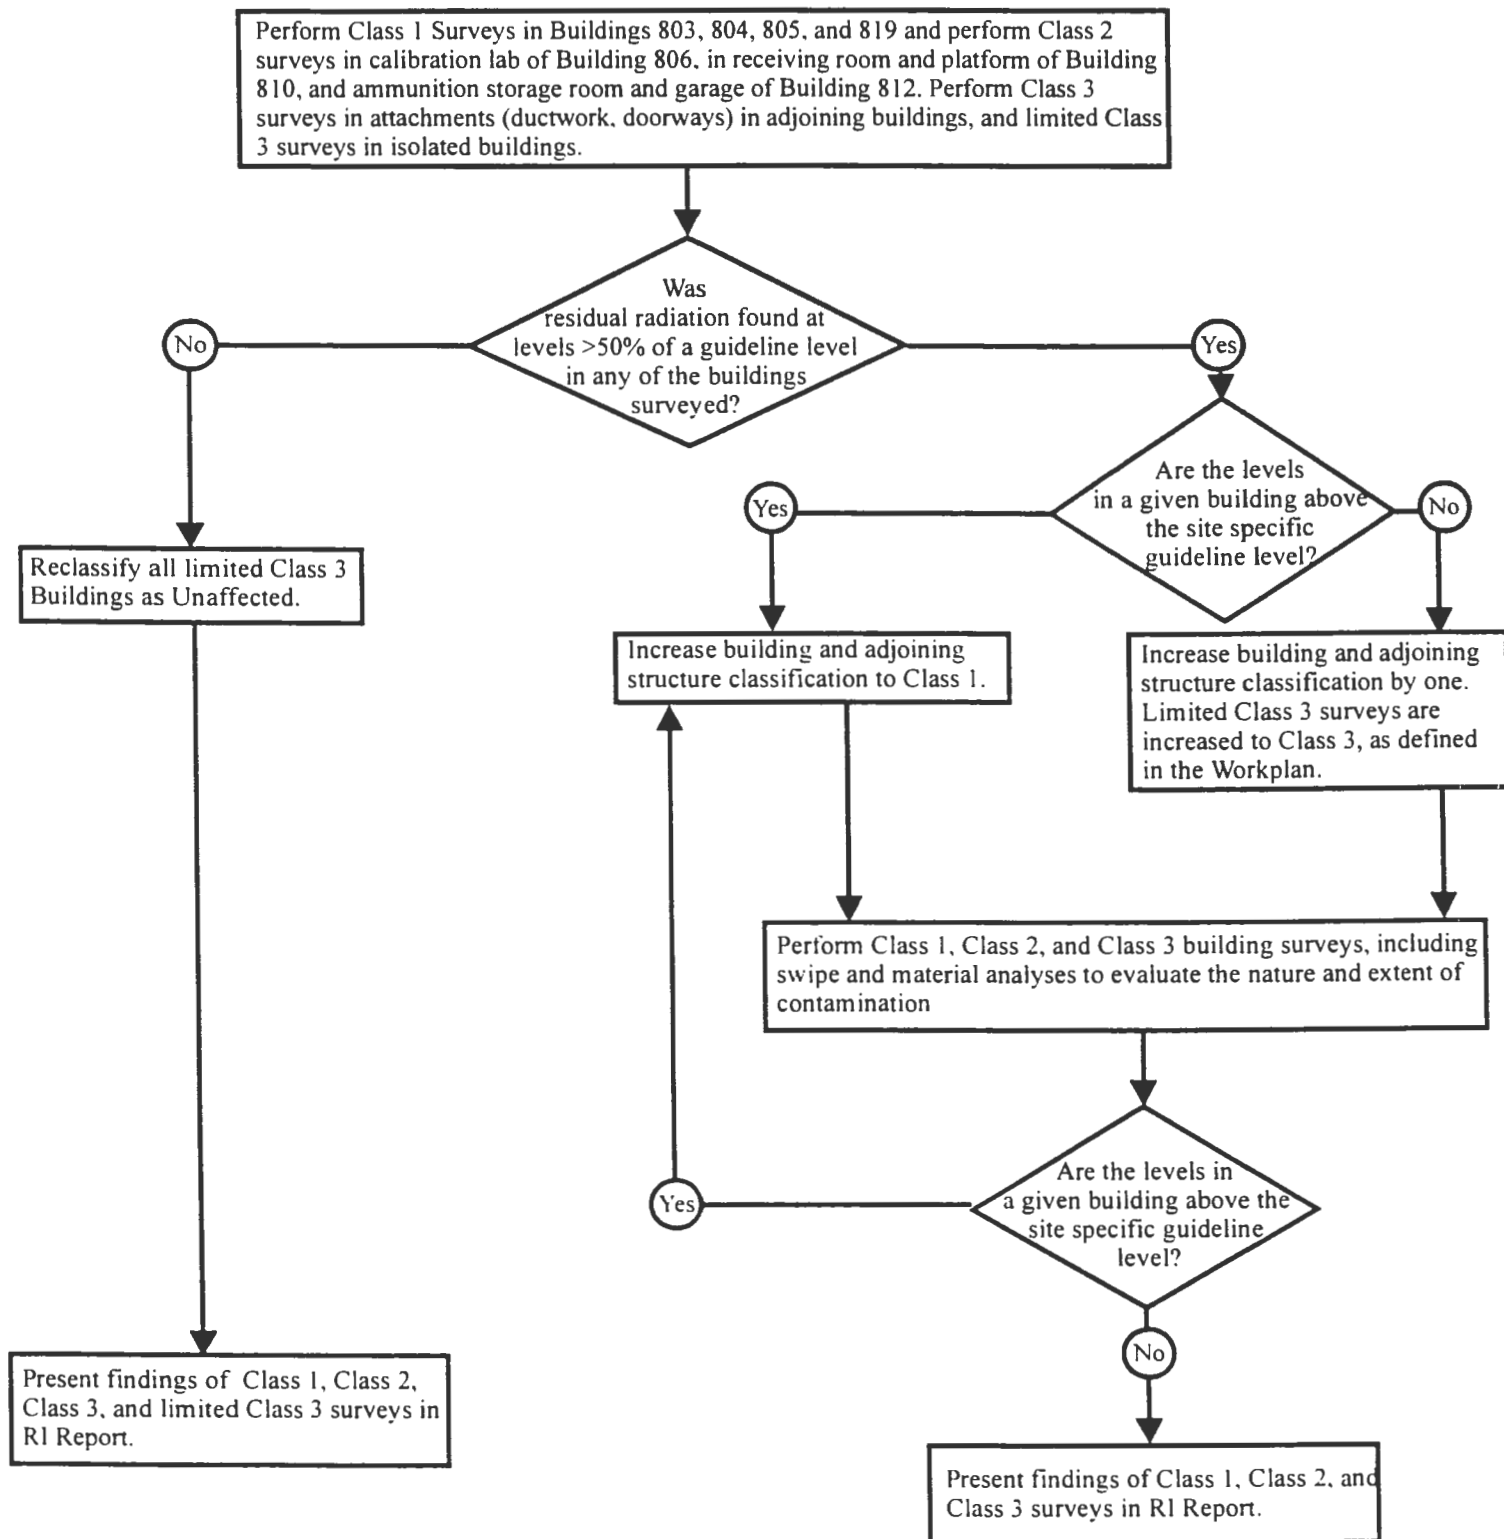 Perform Class 1 Surveys in Buildings 803, 804, 805, and 819 and perform Class 2
surveys in calibration lab of Building 806, in receiving room and platform of Building
810, and ammunition storage room and garage of Building 812. Perform Class 3
surveys in attachments (ductwork, doorways) in adjoining buildings, and limited Class
3 surveys in isolated buildings.
Was
residual radiation found at
levels >50% of a guideline level
in any of the buildings
surveyed?
No
Yes
Are the levels
in a given building above
the site specific
guideline level?
Yes
No
Reclassify all limited Class 3
Buildings as Unaffected.
Increase building and adjoining
structure classification to Class 1.
Increase building and adjoining
structure classification by one.
Limited Class 3 surveys are
increased to Class 3, as defined
in the Workplan.
Perform Class 1, Class 2, and Class 3 building surveys, including
swipe and material analyses to evaluate the nature and extent of
contamination
Are the levels in
a given building above the
site specific guideline
level?
Yes
No
Present findings of Class 1, Class 2,
Class 3, and limited Class 3 surveys in
RI Report.
Present findings of Class 1, Class 2, and
Class 3 surveys in RI Report.